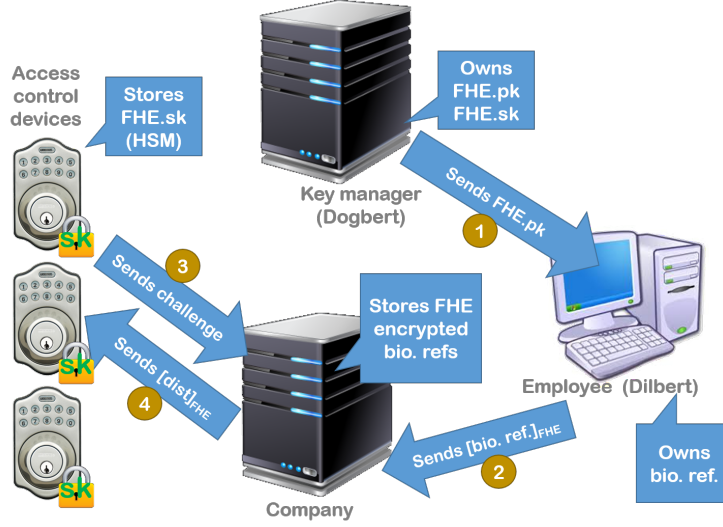 Access
control
devices
Stores
FHE.sk
(HSM)
Owns
FHE.pk
FHE.sk
Key manager
(Dogbert)
Sends FHE.pk
1
sk
3
Sends challenge
Stores FHE
encrypted
bio. refs
sk
Sends [dist]FHE
4
Employee (Dilbert)
Sends [bio. ref.]FHE
2
Owns
bio. ref.
sk
Company